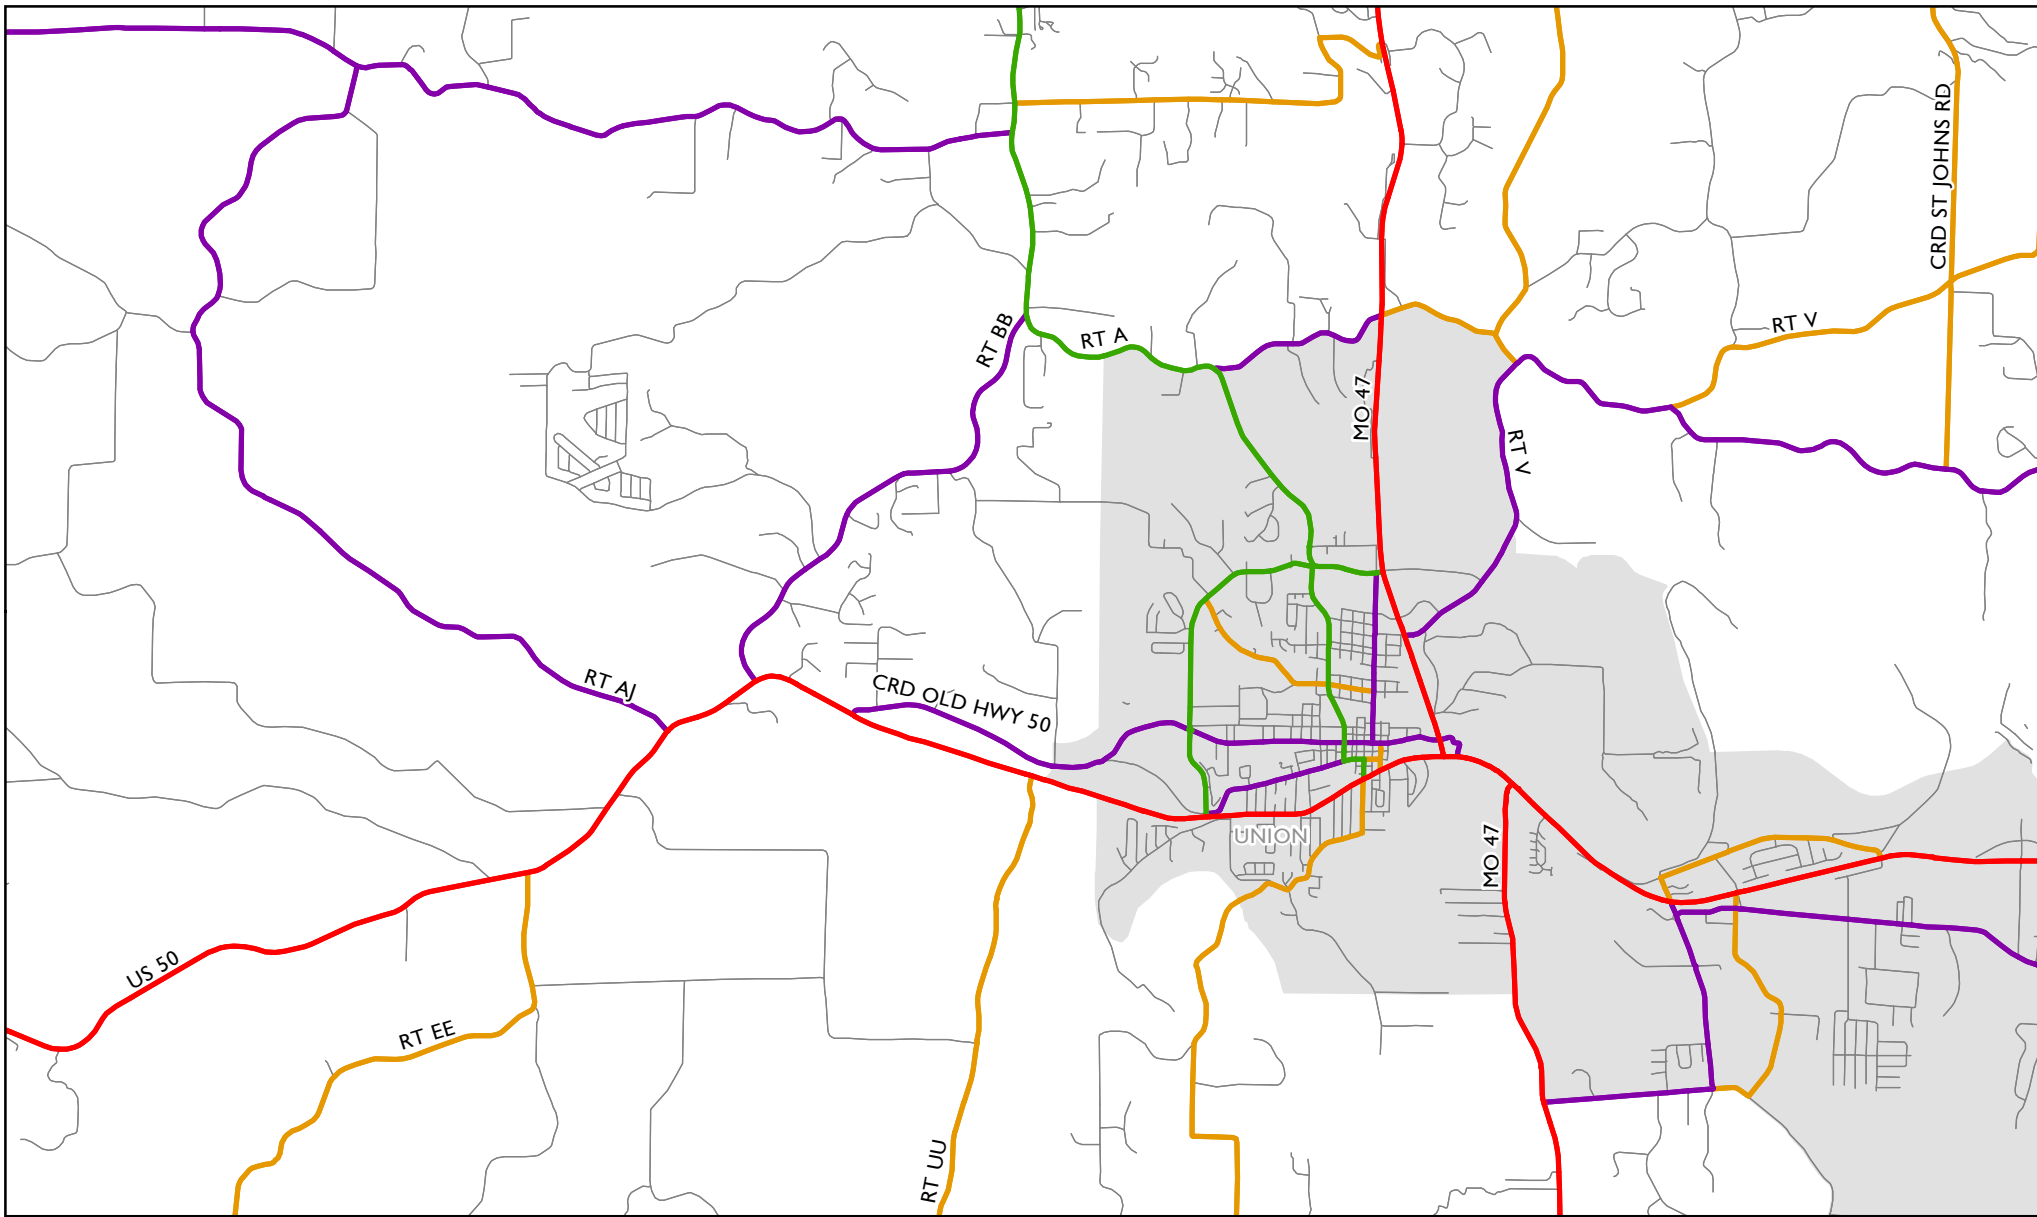 CRD ST JOHNS RD
RT V
RT BB
RT A
MO 47
RT V
RT AJ
CRD OLD HWY 50
UNION
MO 47
US 50
RT EE
RT UU